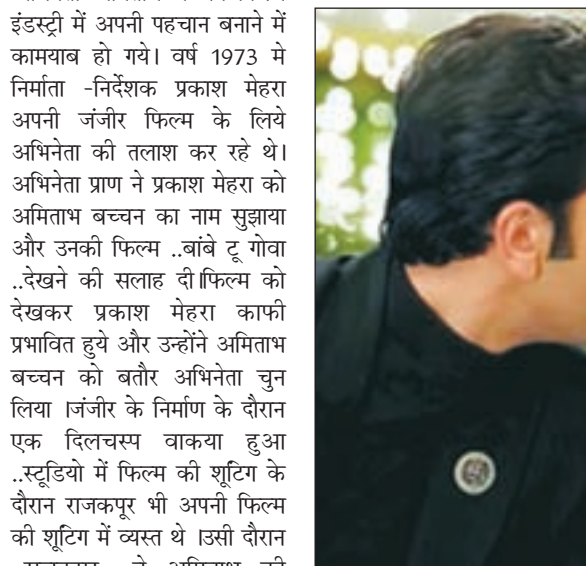 इंडस्ट्री में अपनी पहचान बनाने में
कामयाब हो गये। वर्ष 1973 मे
निर्माता -निर्देशक प्रकाश मेहरा
अपनी जंजीर फिल्म के लिये
अभिनेता की तलाश कर रहे थे।
अभिनेता प्राण ने प्रकाश मेहरा को
अमिताभ बच्चन का नाम सुझाया
और उनकी फिल्म ..बांबे टू गोवा
..देखने की सलाह दी।फिल्म को
देखकर प्रकाश मेहरा काफी
प्रभावित हुये और उन्होंने अमिताभ
बच्चन को बतौर अभिनेता चुन
लिया ।जंजीर के निर्माण के दौरान
एक दिलचस्प वाकया हुआ
..स्टूडियो में फिल्म की शूटिग के
दौरान राजकपूर भी अपनी फिल्म
की शूटिग में व्यस्त थे ।उसी दौरान